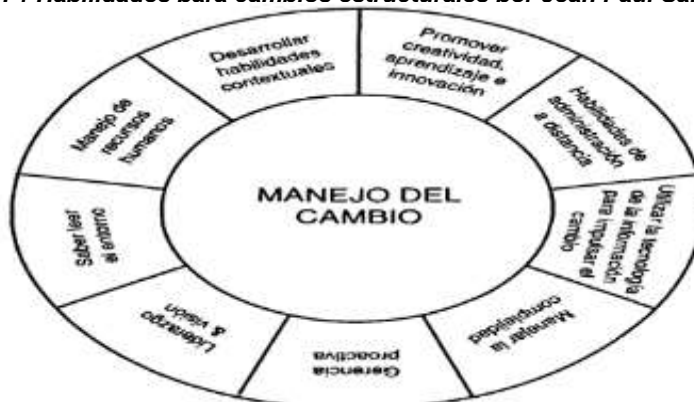 Habilidades para cambios estructurales por Jean Paul
Desarrollar
habilidades
contextuales
Promover
creatividad,
aprendizaje e
innovación
Habilidades de
administración
a distancia
Utilizar la tecnología
de la información
para impulsar el
cambio
Manejar la
complejidad
Gerencia
proactiva
Liderazgo
& visión
Saber leer
el entorno
Manejo de
recursos
humanos
MANEJO DEL
CAMBIO